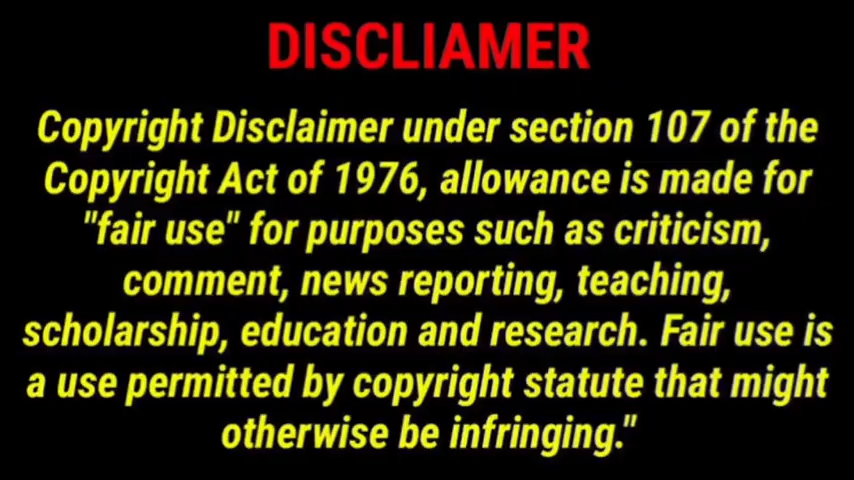 DISCLIAMER
Copyright Disclaimer under section 107 of the
Copyright Act of 1976, allowance is made for
"fair use" for purposes such as criticism,
comment, news reporting, teaching,
scholarship, education and research. Fair use is
a use permitted by copyright statute that might
otherwise be infringing."